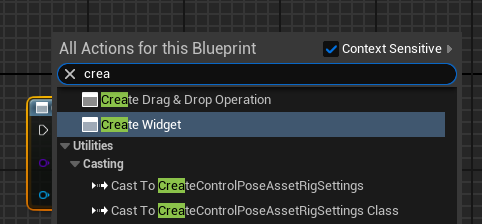 All Actions for this Blueprint Context Sensitive
crea
Create Drag & Drop Operation
Create Widget
Utilities
Casting
Cast To CreateControlPoseAssetRigSettings
Cast To CreateControlPoseAssetRigSettings Class